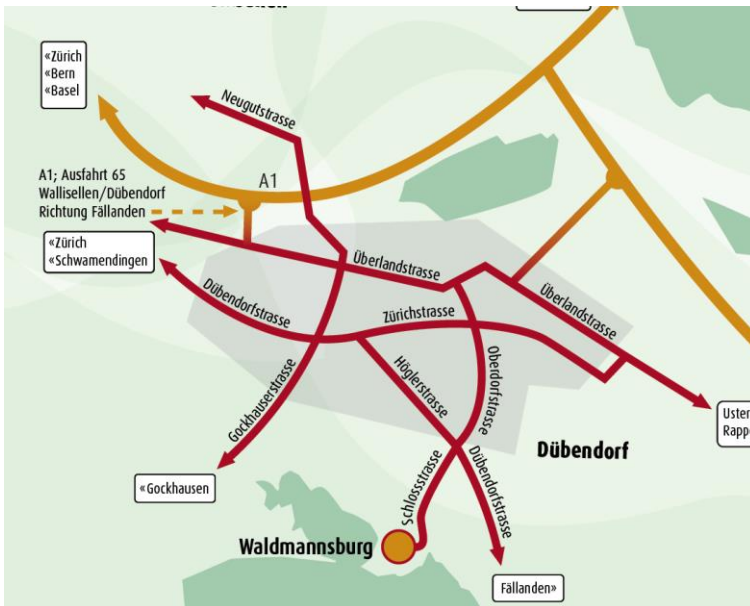 «Zürich
«Bern
«Basel
Neugutstrasse
A1; Ausfahrt 65
Wallisellen/Dübendorf
Richtung Fällanden
A1
«Zürich
«Schwamendingen
Überlandstrasse
Überlandstrasse
Dübendorfstrasse
Zürichstrasse
Gockhauserstrasse
Höglerstrasse
Oberdorfstrasse
Uster
Rappe
Dübendorf
«Gockhausen
Schlossstrasse
Dübendorfstrasse
Waldmannsburg
Fällanden»